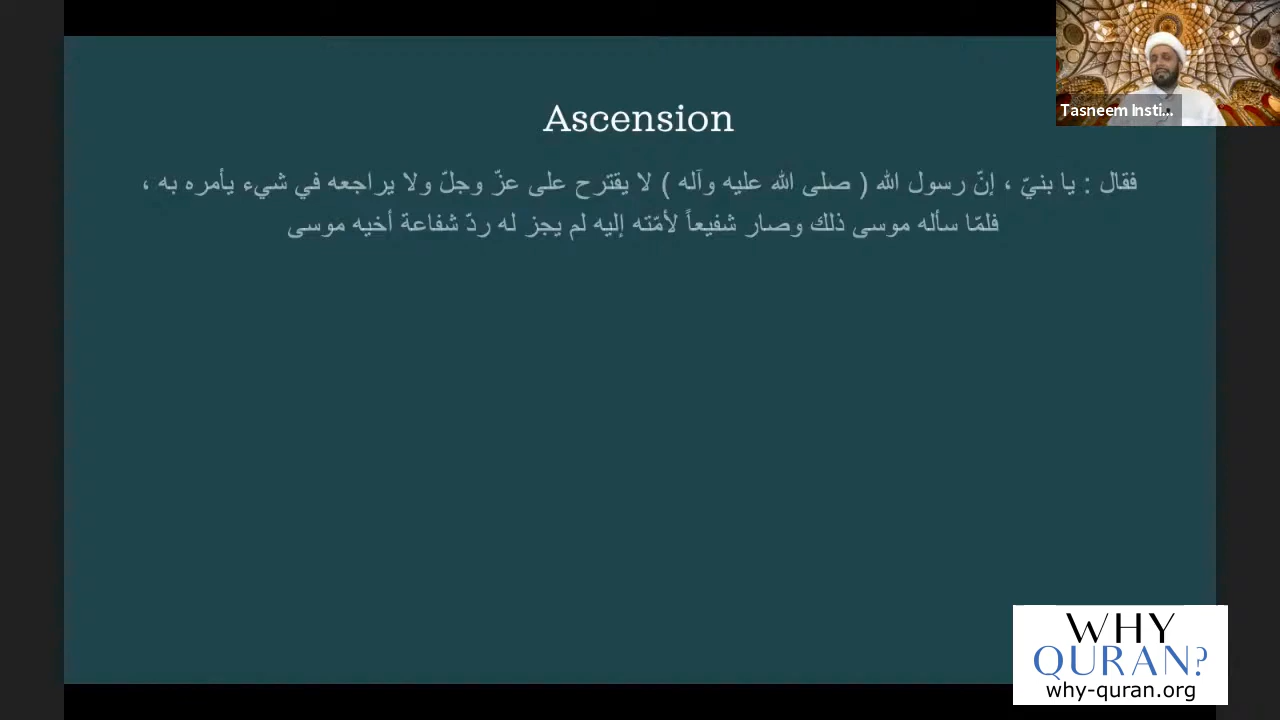 Tasneem Insti...
Ascension
فقال : يا بنيّ ، إنّ رسول الله ( صلى الله عليه وآله ) لا يقترح على عزّ وجلّ ولا يراجعه في شيء يأمره به ،
فلمّا سأله موسى ذلك وصار شفيعاً لأمّته إليه لم يجز له ردّ شفاعة أخيه موسى
WHY
QURAN?
why-quran.org